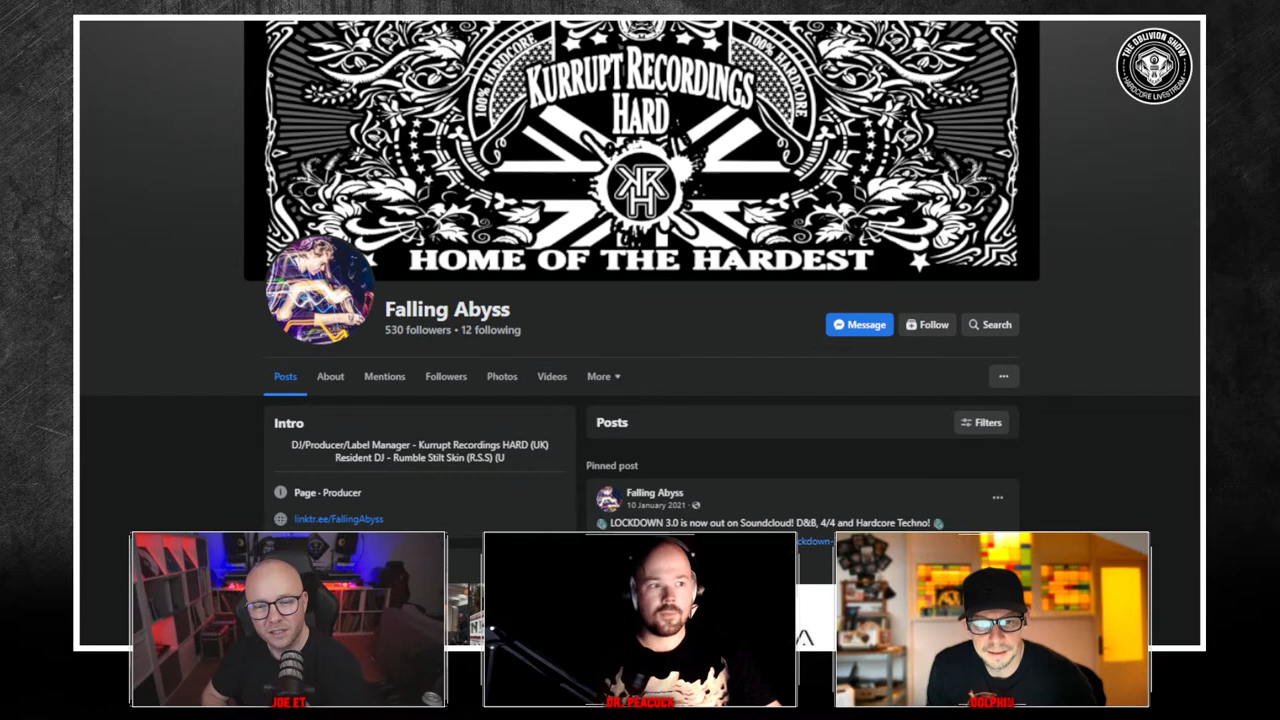 THE OBLIVION SHOW
HARDCORE LIVESTREAM
100% HARDCORE
100% HARDCORE
KURRUPT RECORDINGS
HARD
KRH
HOME OF THE HARDEST
Falling Abyss
530 followers • 12 following
Message
Follow
Search
Posts
About
Mentions
Followers
Photos
Videos
More
Intro
DJ/Producer/Label Manager - Kurrupt Recordings HARD (UK)
Resident DJ - Rumble Stilt Skin (R.S.S) (U
Page · Producer
linktr.ee/FallingAbyss
Posts
Filters
Pinned post
Falling Abyss
10 January 2021 ·
LOCKDOWN 3.0 is now out on Soundcloud! D&B, 4/4 and Hardcore Techno!
ckdown-
JOE ET
DR. PEACOCK
DOLPHIN